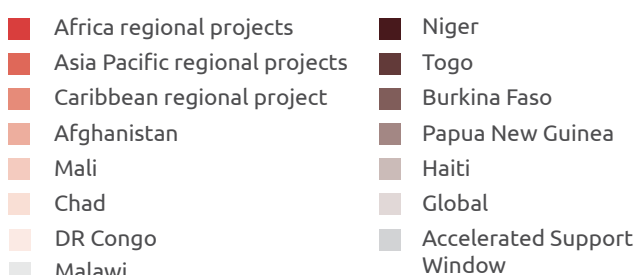 Africa regional projects
Asia Pacific regional projects
Caribbean regional project
Afghanistan
Mali
Chad
DR Congo
Malawi
Niger
Togo
Burkina Faso
Papua New Guinea
Haiti
Global
Accelerated Support
Window